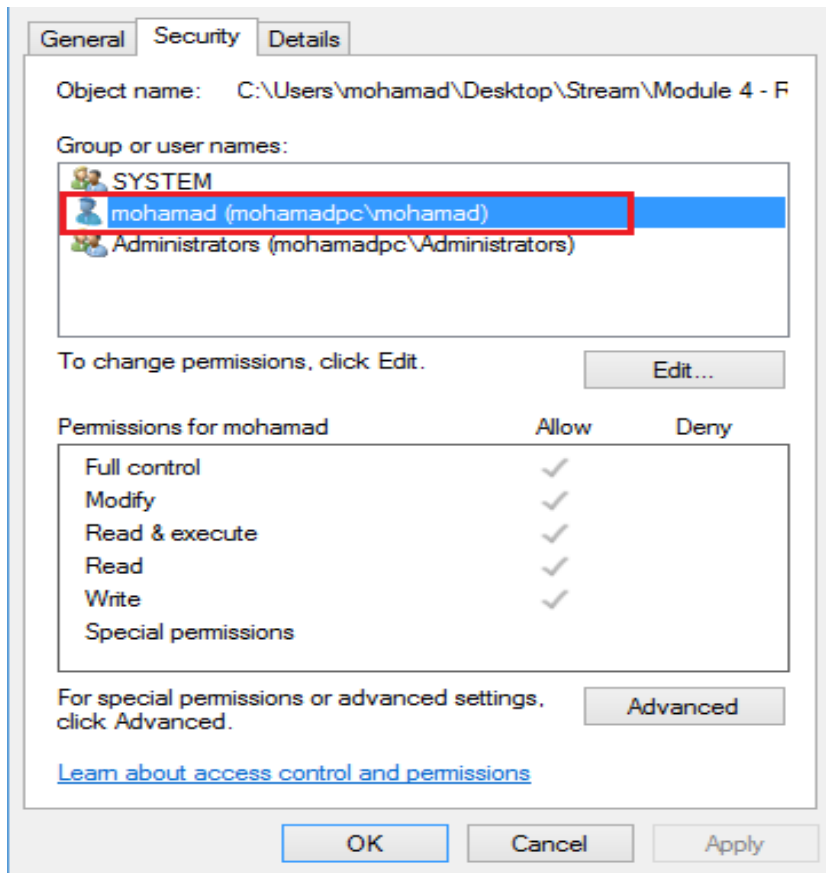 General Security Details
Object name: C:\Users\mohamad\Desktop\Stream\Module 4 - R
Group or user names:
SYSTEM
mohamad (mohamadpc\mohamad)
Administrators (mohamadpc\Administrators)
To change permissions, click Edit.
Edit...
Permissions for mohamad Allow Deny
Full control
Modify
Read & execute
Read
Write
Special permissions
For special permissions or advanced settings,
click Advanced.
Advanced
Learn about access control and permissions
OK Cancel Apply